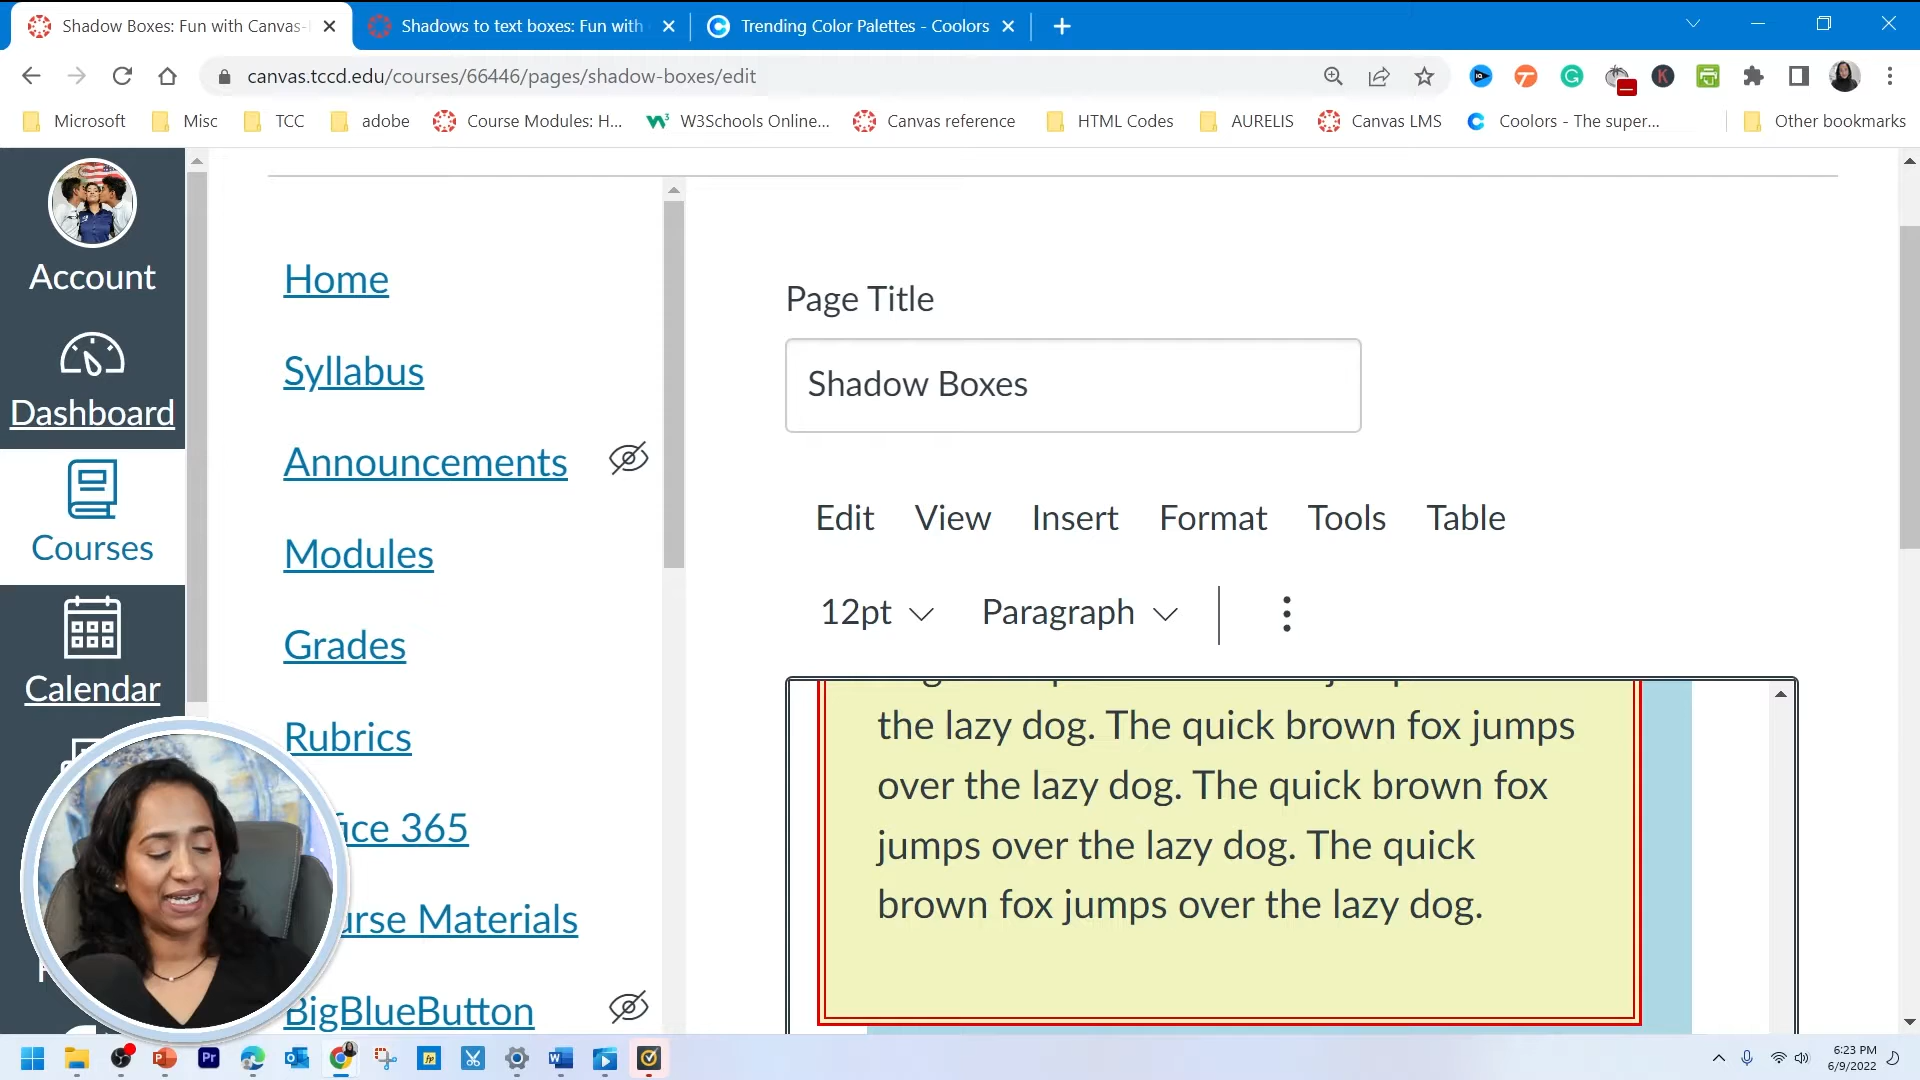 Shadow Boxes: Fun with Canvas-
Shadows to text boxes: Fun with
Trending Color Palettes - Coolors
canvas.tccd.edu/courses/66446/pages/shadow-boxes/edit
Microsoft
Misc
TCC
adobe
Course Modules: H...
W3Schools Online...
Canvas reference
HTML Codes
AURELIS
Canvas LMS
Coolors - The super...
Other bookmarks
Account
Dashboard
Courses
Calendar
Home
Syllabus
Announcements
Modules
Grades
Rubrics
ice 365
urse Materials
BigBlueButton
Page Title
Shadow Boxes
Edit View Insert Format Tools Table
12pt Paragraph
the lazy dog. The quick brown fox jumps
over the lazy dog. The quick brown fox
jumps over the lazy dog. The quick
brown fox jumps over the lazy dog.
6:23 PM
6/9/2022